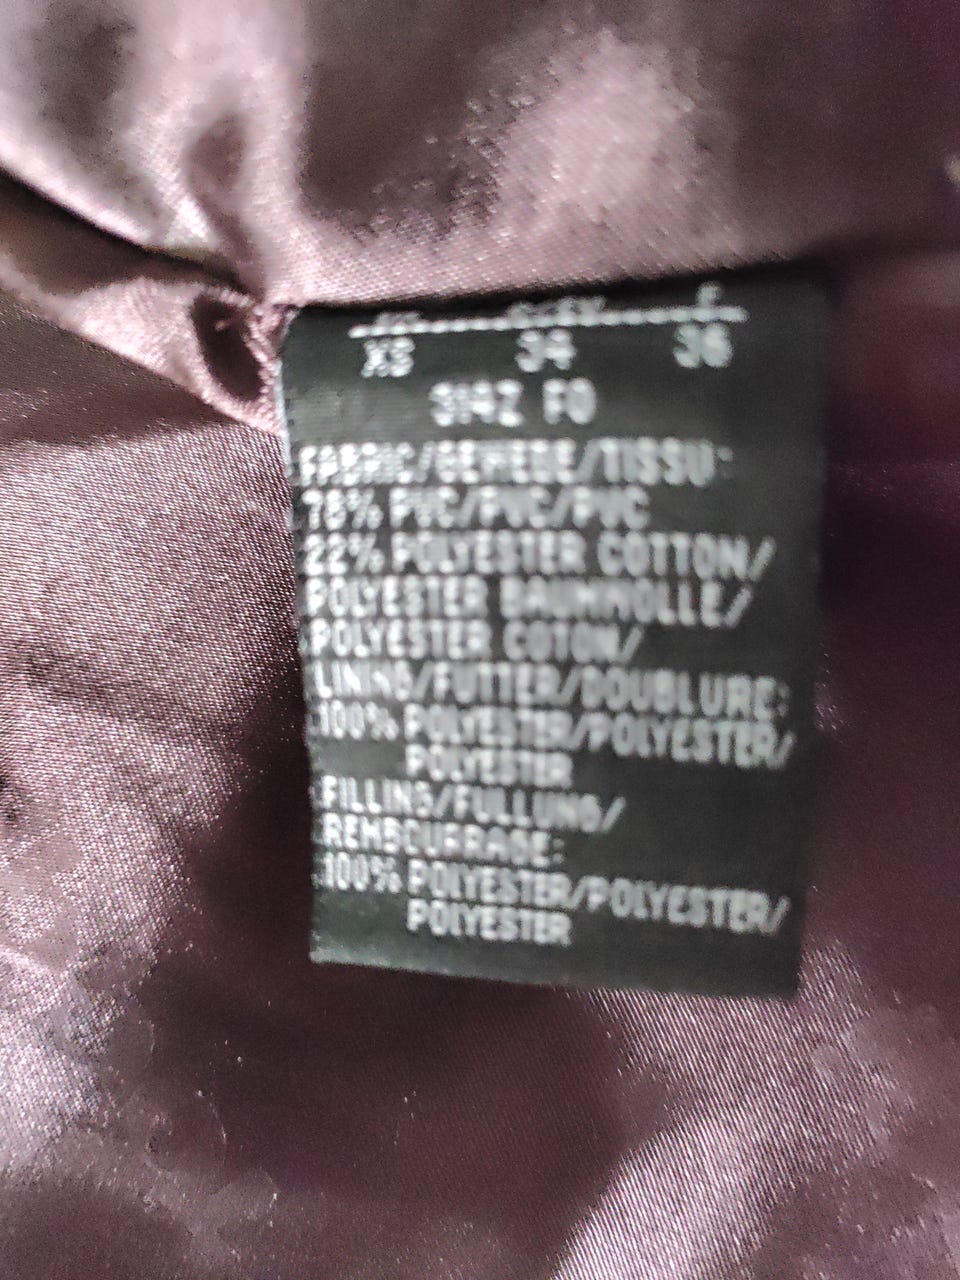 XS 34 36
FABRIC/GEWEBE/TISSU:
78% PVC/PVC/PVC
22% POLYESTER COTTON/
POLYESTER BAUMWOLLE/
POLYESTER COTON/
LINING/FUTTER/DOUBLURE:
100% POLYESTER/POLYESTER/
POLYESTER
FILLING/FULLUNG/
REMBOURRAGE:
100% POLYESTER/POLYESTER/
POLYESTER